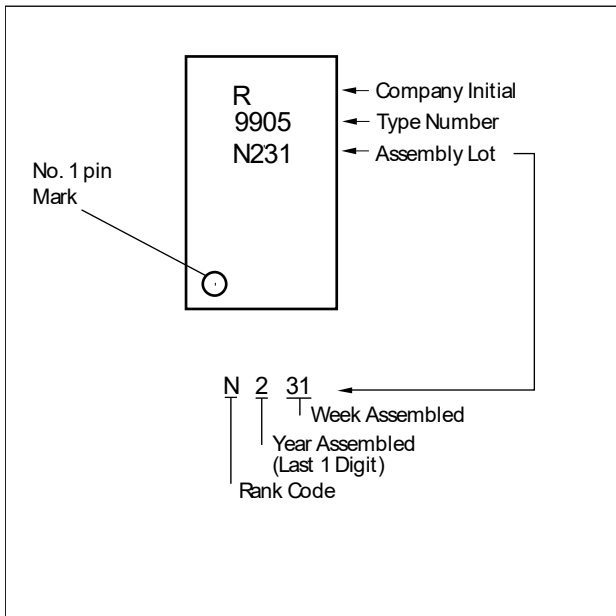 R
9905
N231
Company Initial
Type Number
Assembly Lot
No. 1 pin
Mark
N 2 31
Week Assembled
Year Assembled
(Last 1 Digit)
Rank Code